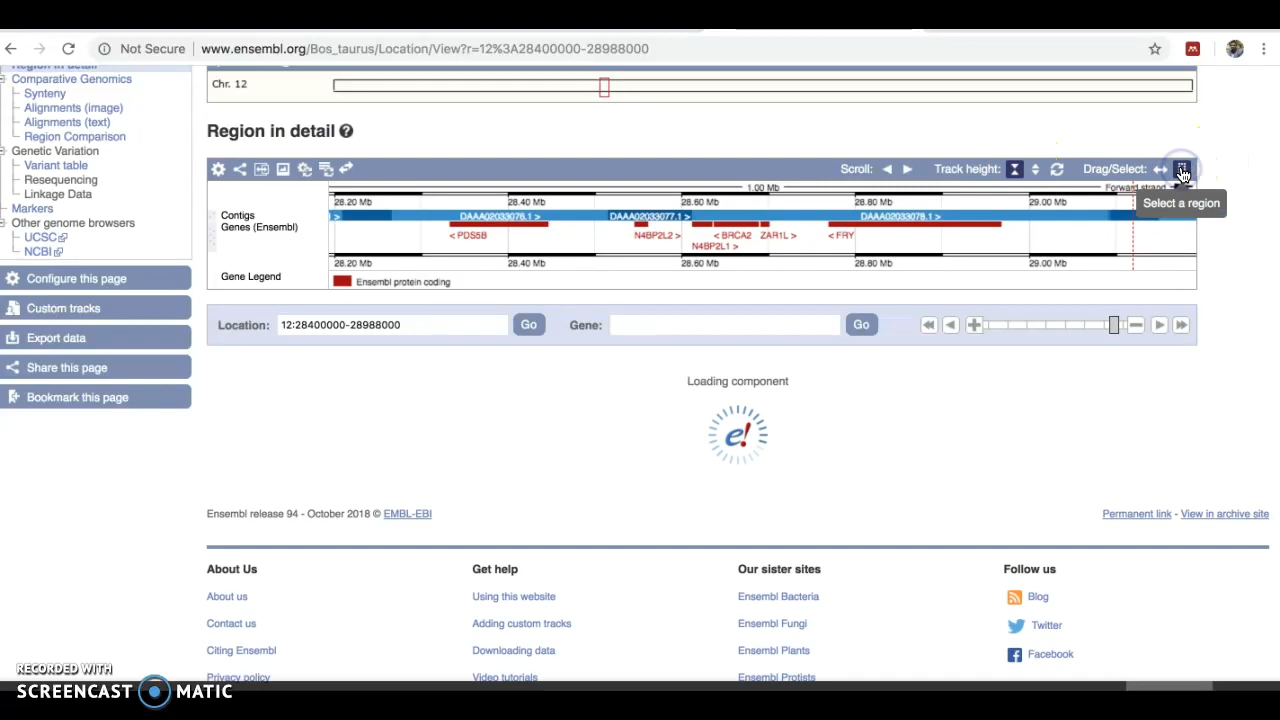 Not Secure www.ensembl.org/Bos_taurus/Location/View?r=12%3A28400000-28988000
Comparative Genomics
Synteny
Alignments (image)
Alignments (text)
Region Comparison
Genetic Variation
Variant table
Resequencing
Linkage Data
Markers
Other genome browsers
UCSC
NCBI
Configure this page
Custom tracks
Export data
Share this page
Bookmark this page
Chr. 12
Region in detail
Scroll: Track height: Drag/Select:
Select a region
1.00 Mb Forward strand
28.20 Mb 28.40 Mb 28.60 Mb 28.80 Mb 29.00 Mb
Contigs > DAAA02033076.1 > DAAA02033077.1 > DAAA02033078.1 >
Genes (Ensembl)
< PDS5B N4BP2L2 > < BRCA2 ZAR1L > < FRY
N4BP2L1 >
28.20 Mb 28.40 Mb 28.60 Mb 28.80 Mb 29.00 Mb
Gene Legend Ensembl protein coding
Location: 12:28400000-28988000 Go Gene: Go
Loading component
e!
Ensembl release 94 - October 2018 © EMBL-EBI
Permanent link - View in archive site
About Us
About us
Contact us
Citing Ensembl
Privacy policy
Get help
Using this website
Adding custom tracks
Downloading data
Video tutorials
Our sister sites
Ensembl Bacteria
Ensembl Fungi
Ensembl Plants
Ensembl Protists
Follow us
Blog
Twitter
Facebook
RECORDED WITH
SCREENCAST MATIC